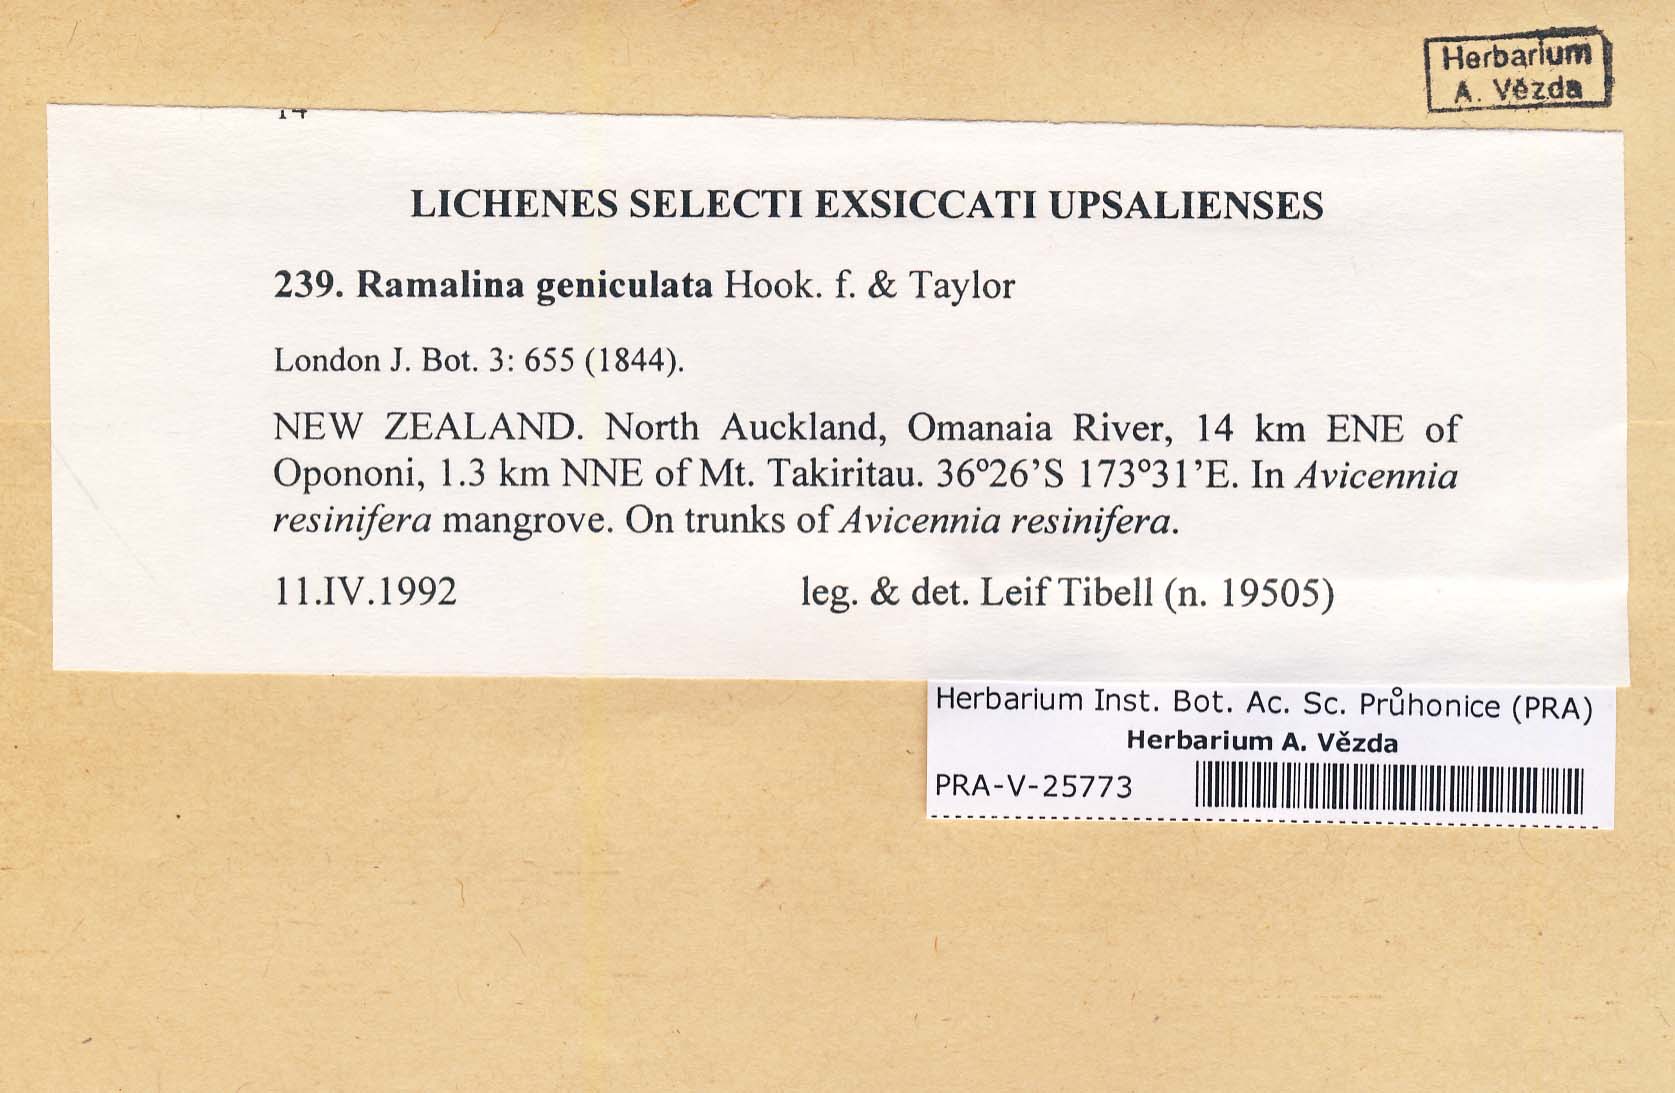 Herbarium
A. Vězda
LICHENES SELECTI EXSICCATI UPSALIENSES
239. Ramalina geniculata Hook. f. & Taylor
London J. Bot. 3: 655 (1844).
NEW ZEALAND. North Auckland, Omanaia River, 14 km ENE of
Opononi, 1.3 km NNE of Mt. Takiritau. 36°26'S 173°31'E. In Avicennia
resinifera mangrove. On trunks of Avicennia resinifera.
11.IV.1992 leg. & det. Leif Tibell (n. 19505)
Herbarium Inst. Bot. Ac. Sc. Průhonice (PRA)
Herbarium A. Vězda
PRA-V-25773